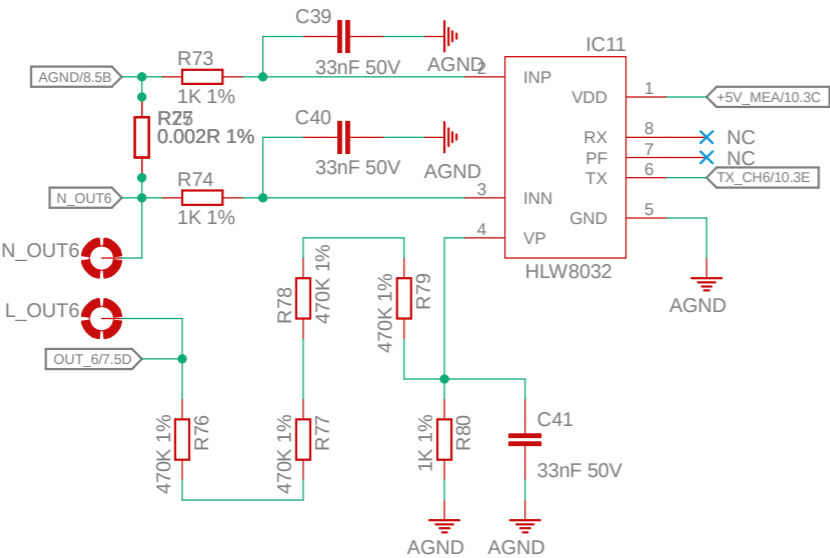 C39
IC11
R73
AGND
33nF 50V
2
INP
AGND/8.5B
1K 1%
VDD
1
+5V_MEA/10.3C
C40
0.002R 1%
RX
8
NC
PF
7
NC
33nF 50V
AGND
TX
6
TX_CH6/10.3E
R74
3
INN
N_OUT6
1K 1%
GND
5
4
VP
N_OUT6
HLW8032
R78
470K 1%
470K 1%
R79
AGND
L_OUT6
OUT_6/7.5D
470K 1%
R76
470K 1%
R77
1K 1%
R80
C41
33nF 50V
AGND
AGND